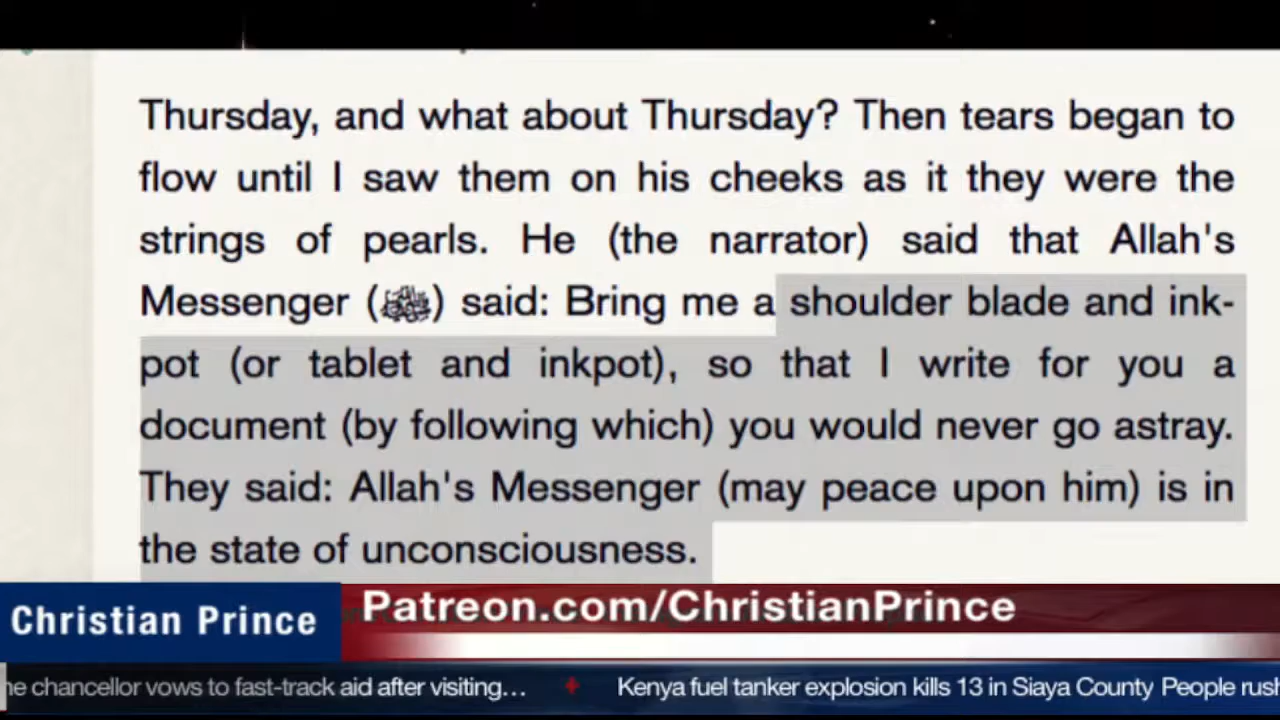 Thursday, and what about Thursday? Then tears began to
flow until I saw them on his cheeks as it they were the
strings of pearls. He (the narrator) said that Allah's
Messenger (ﷺ) said: Bring me a shoulder blade and ink-
pot (or tablet and inkpot), so that I write for you a
document (by following which) you would never go astray.
They said: Allah's Messenger (may peace upon him) is in
the state of unconsciousness.
Christian Prince
Patreon.com/ChristianPrince
he chancellor vows to fast-track aid after visiting... Kenya fuel tanker explosion kills 13 in Siaya County People rush